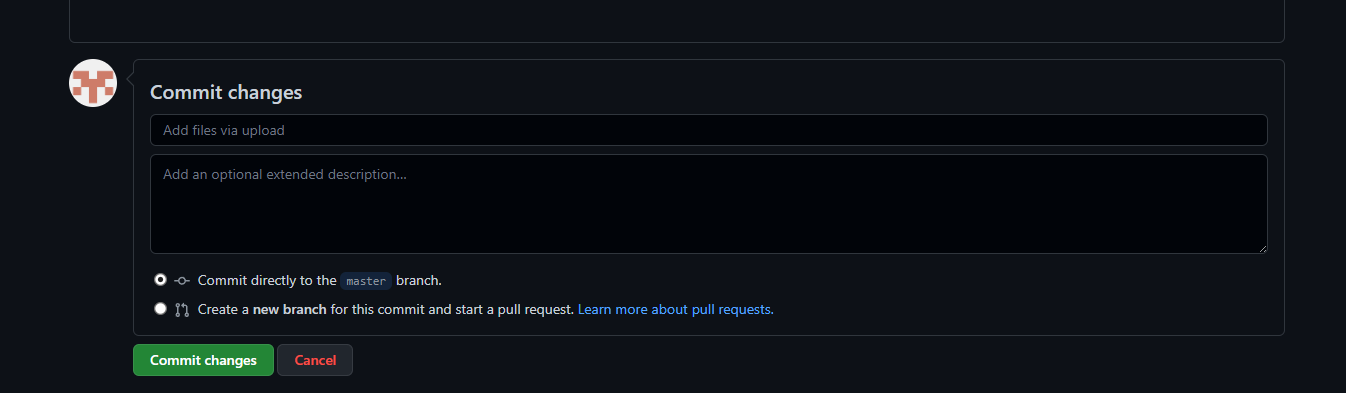 Commit changes
Add files via upload
Add an optional extended description...
Commit directly to the master branch.
Create a new branch for this commit and start a pull request. Learn more about pull requests.
Commit changes Cancel